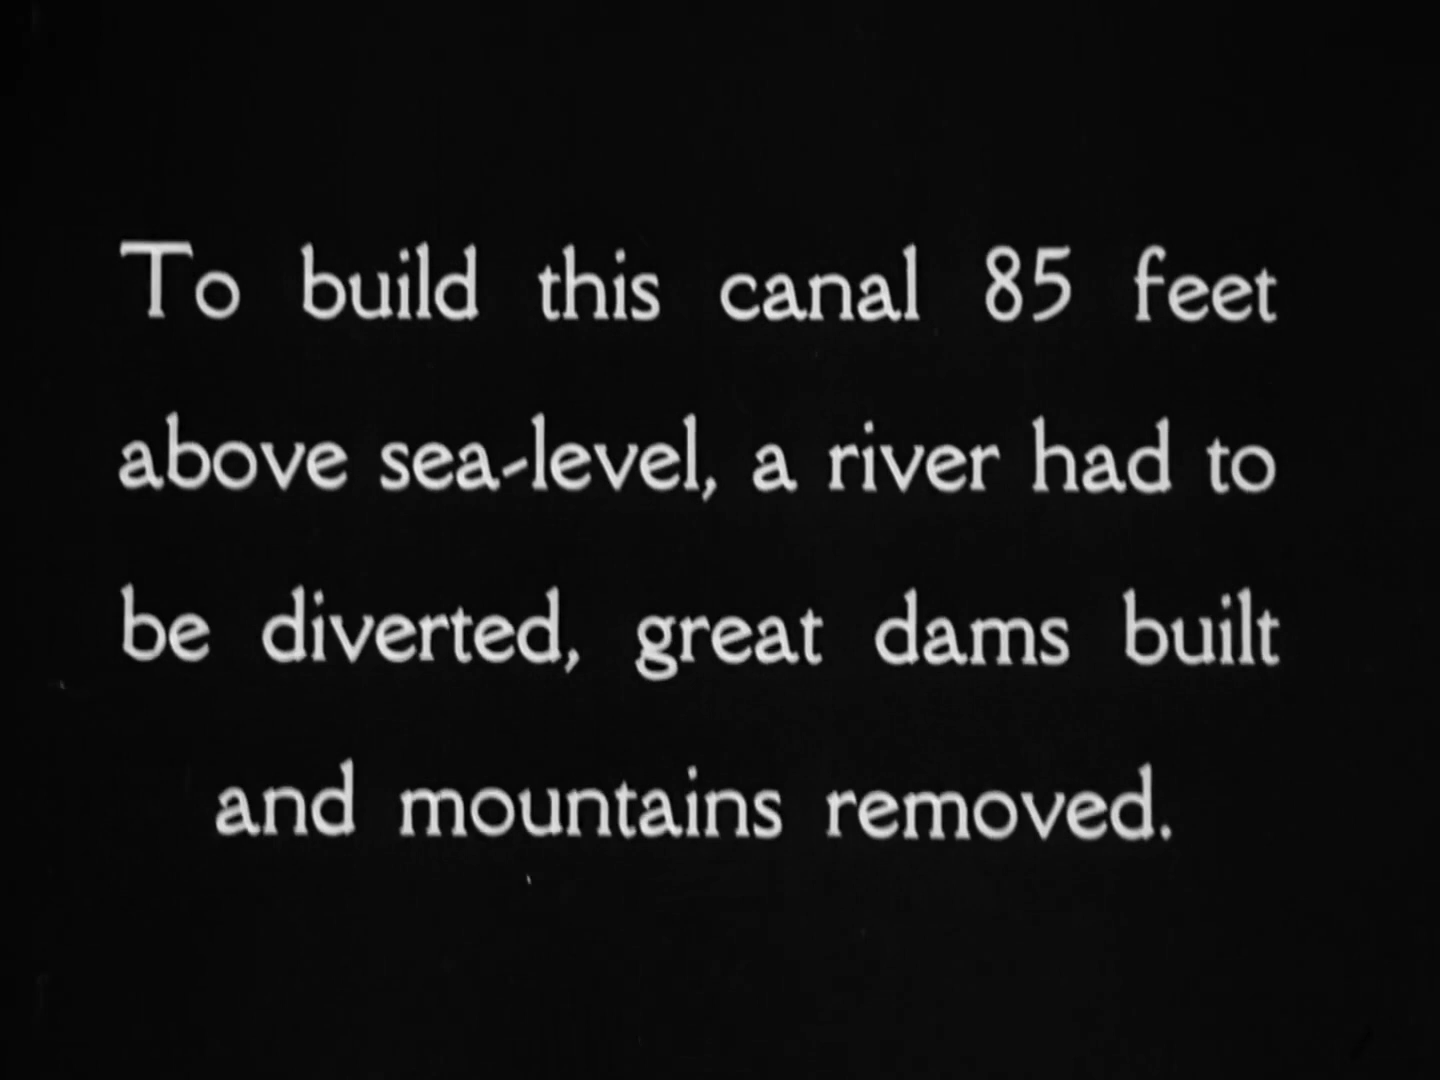 To build this canal 85 feet
above sea-level, a river had to
be diverted, great dams built
and mountains removed.